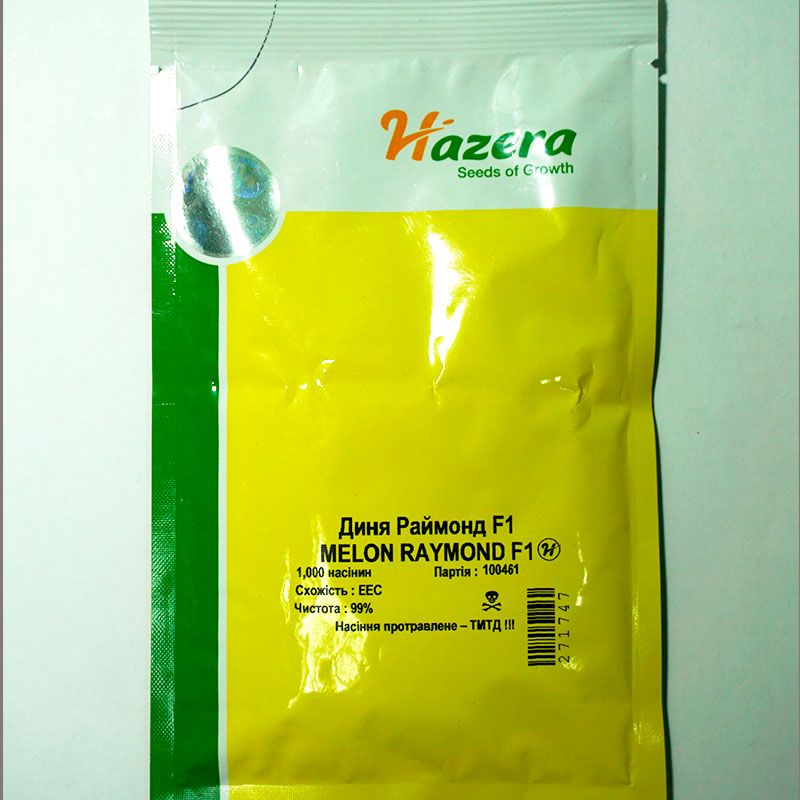 Hazera
Seeds of Growth
Диня Раймонд F1
MELON RAYMOND F1 H
1,000 насінин Партія : 100461
Схожість : EEC
Чистота : 99%
Насіння протравлене – ТМТД !!!
271747